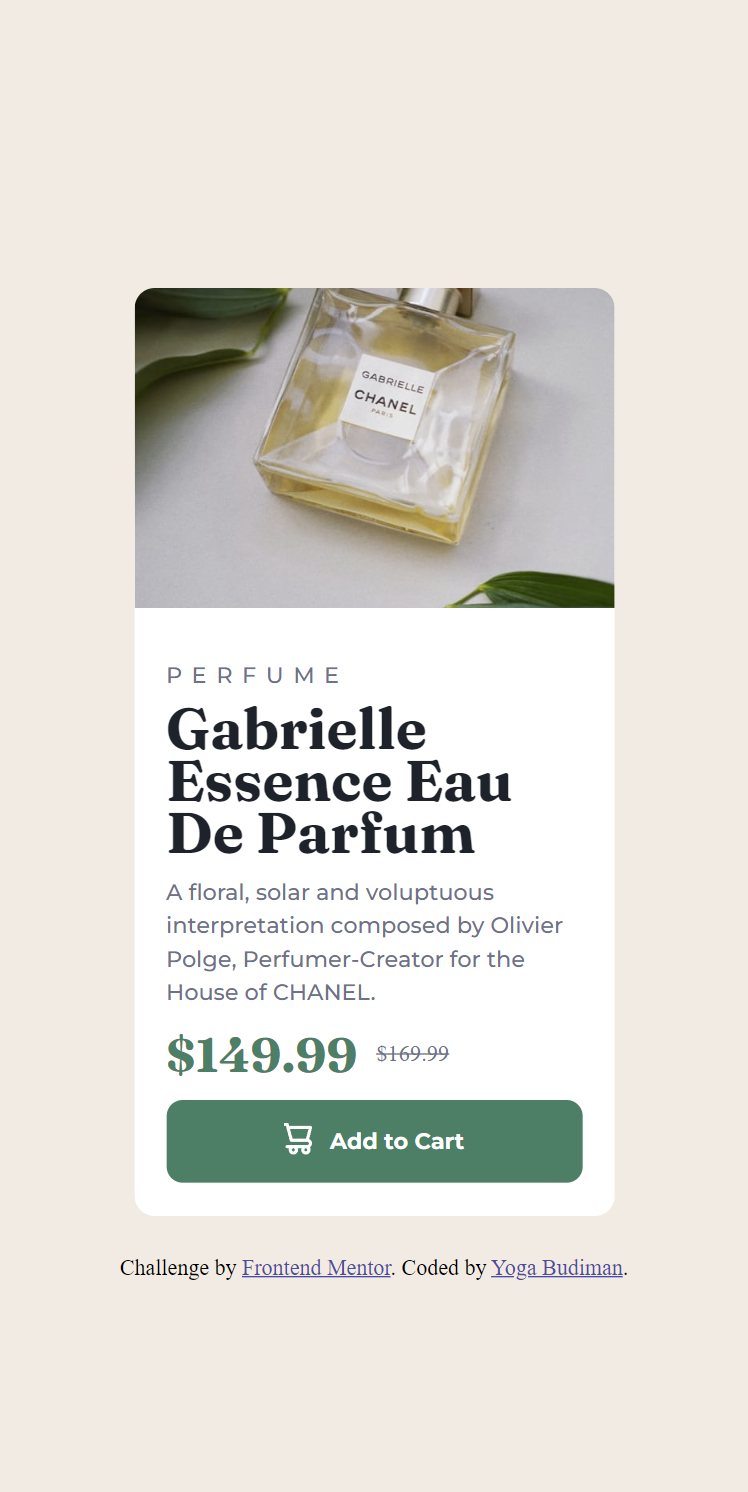 GABRIELLE
CHANEL
PARIS
PERFUME
Gabrielle
Essence Eau
De Parfum
A floral, solar and voluptuous
interpretation composed by Olivier
Polge, Perfumer-Creator for the
House of CHANEL.
$149.99 $169.99
Add to Cart
Challenge by Frontend Mentor. Coded by Yoga Budiman.